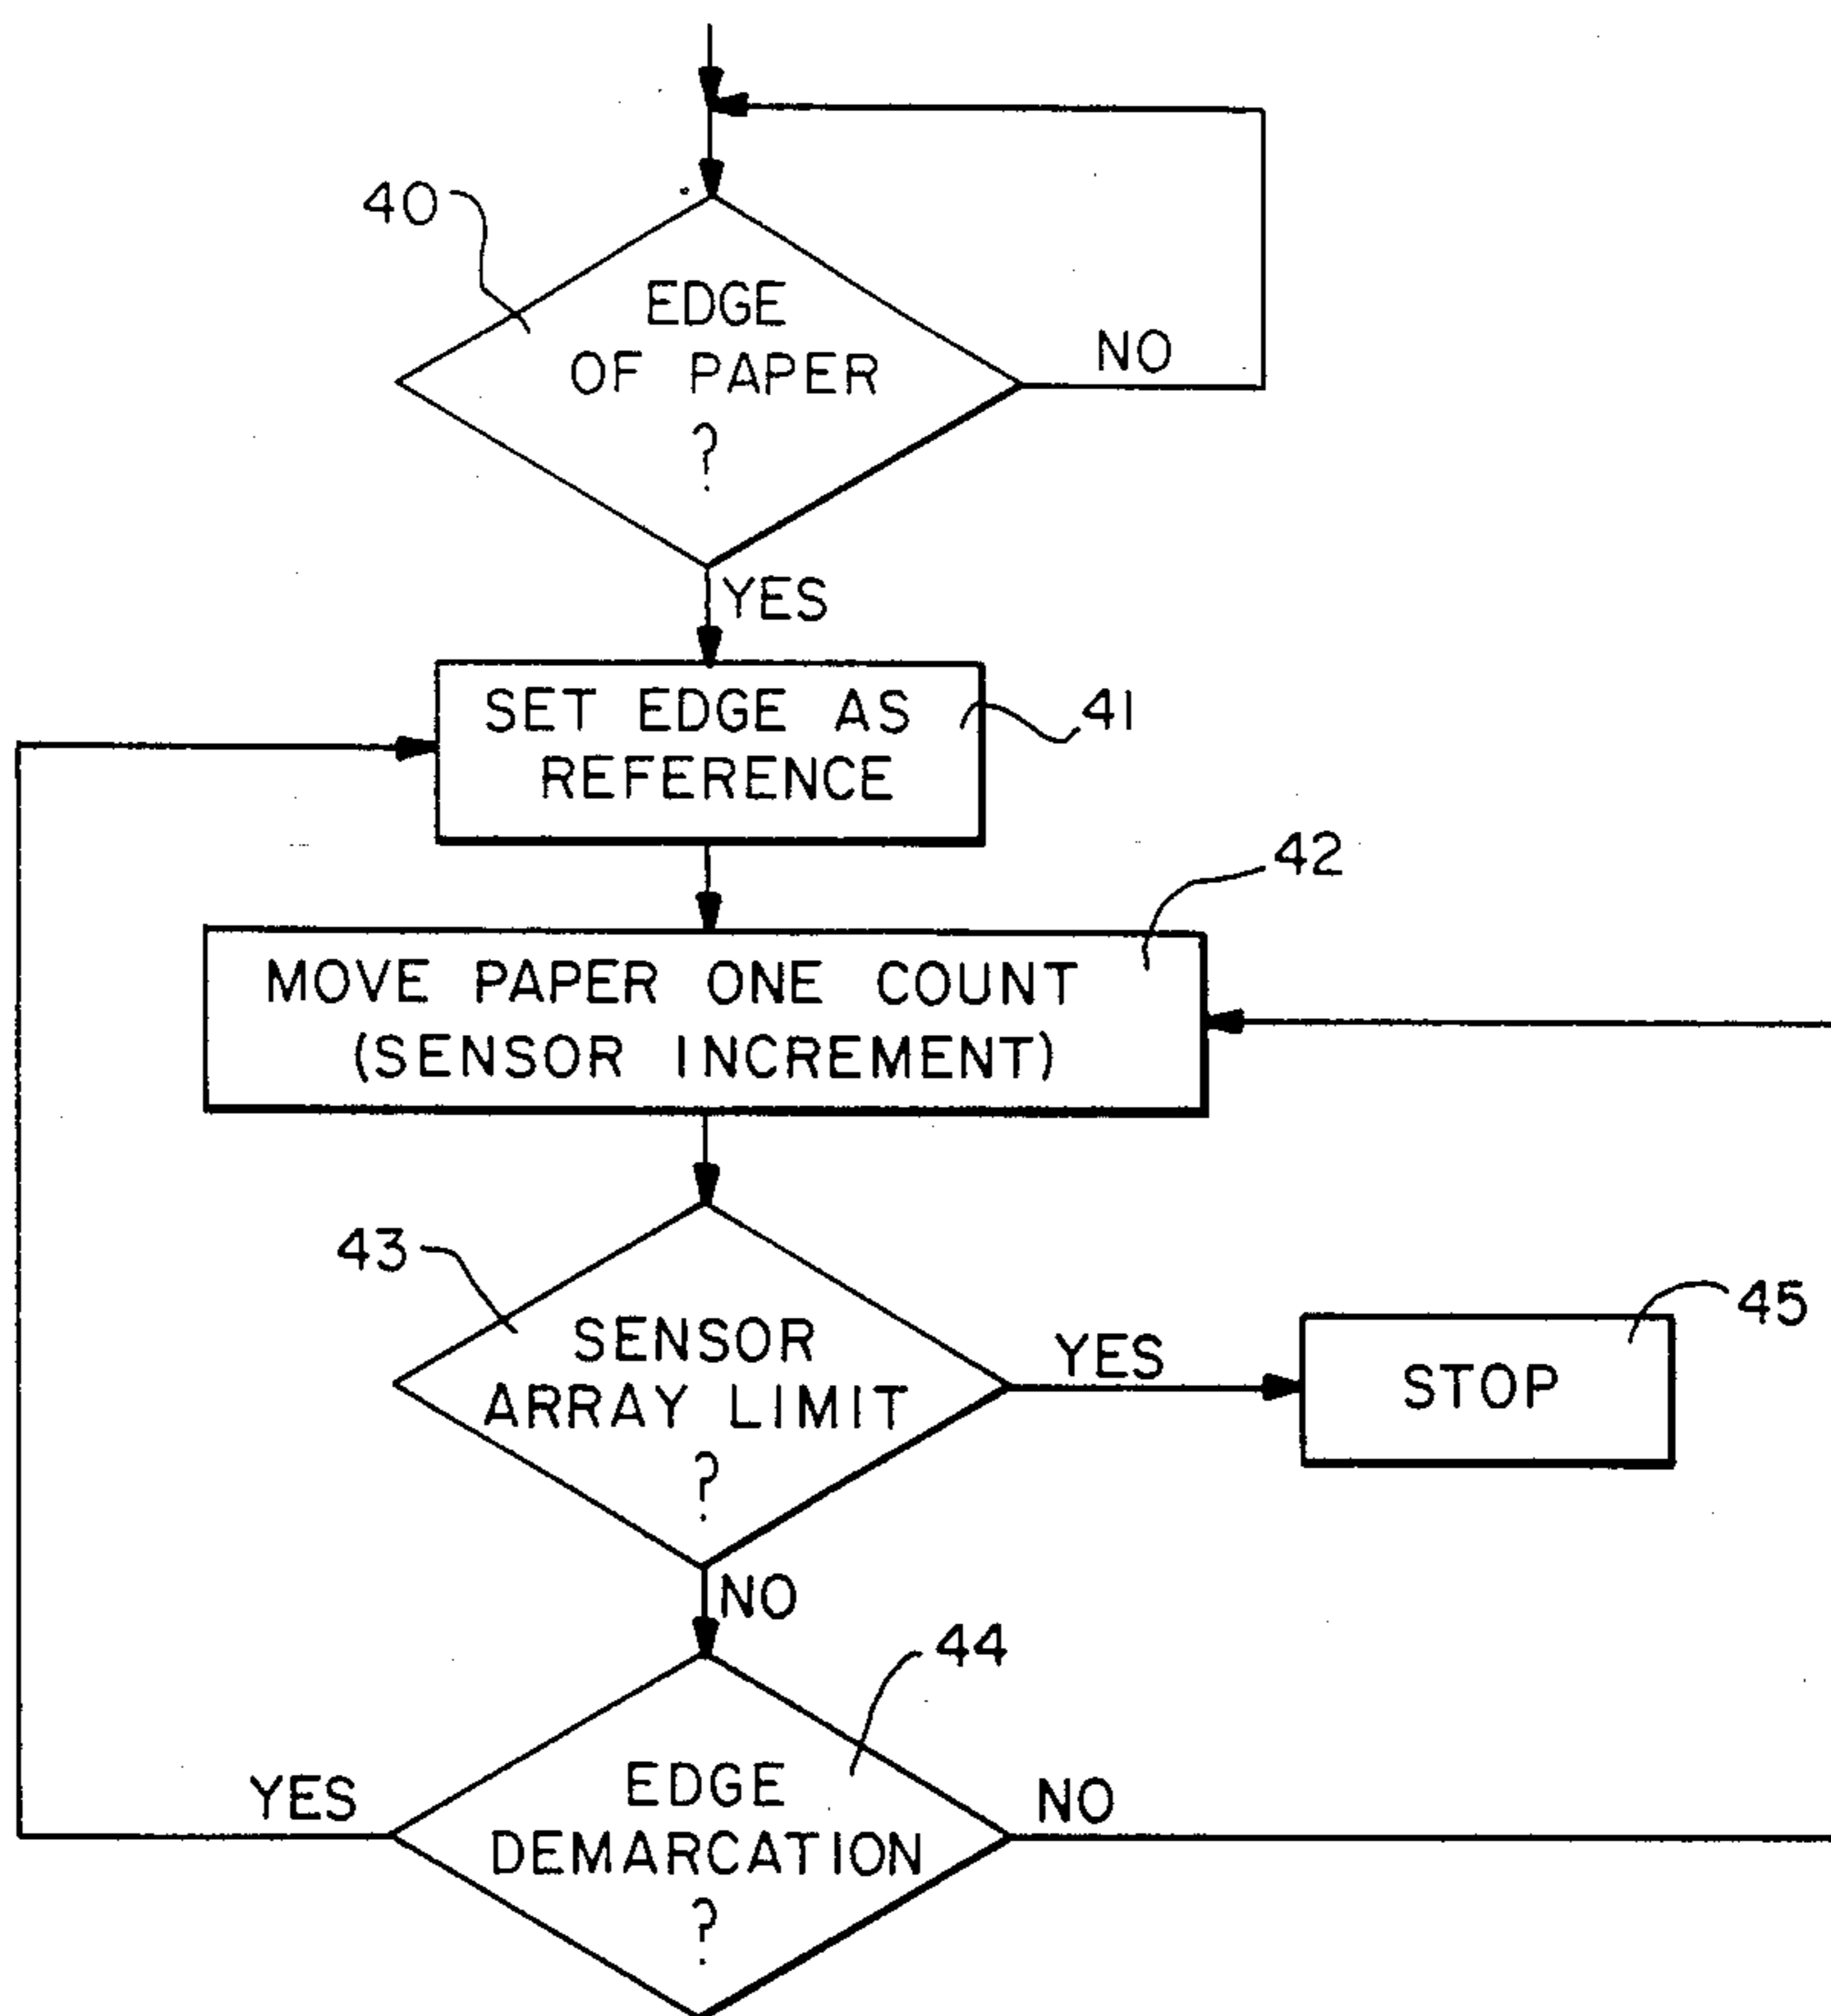 40
EDGE
OF PAPER
?
NO
YES
SET EDGE AS
REFERENCE
41
42
MOVE PAPER ONE COUNT
(SENSOR INCREMENT)
43
SENSOR
ARRAY LIMIT
?
YES
STOP
45
NO
44
EDGE
DEMARCATION
?
YES
NO